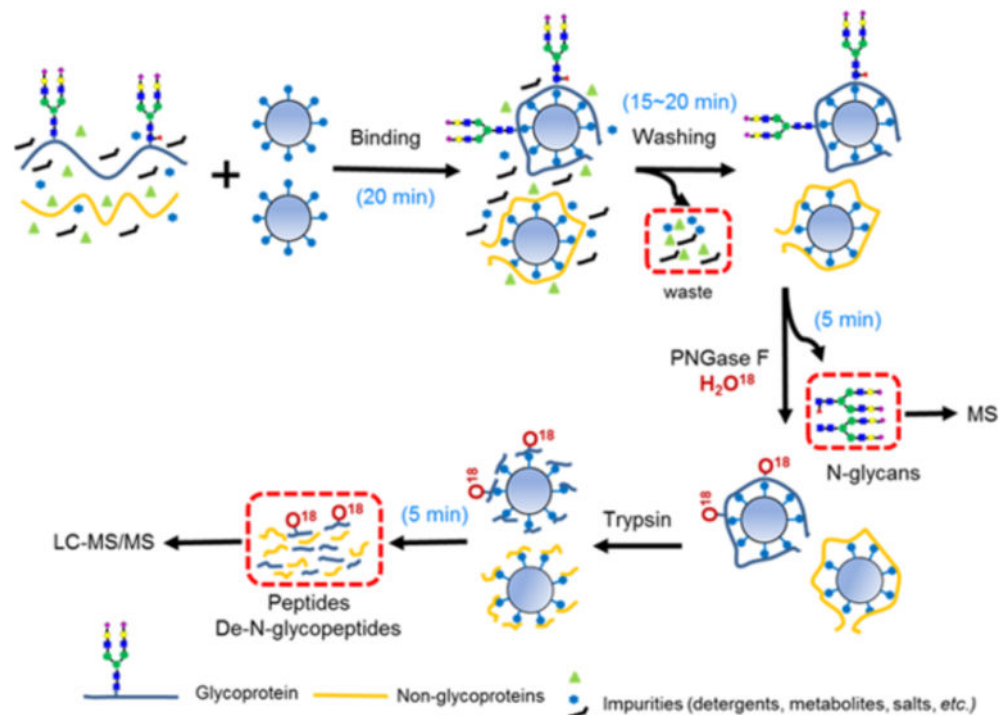 Binding
(20 min)
(15~20 min)
Washing
waste
(5 min)
PNGase F
H₂O¹⁸
MS
N-glycans
O¹⁸
O¹⁸
Trypsin
O¹⁸
O¹⁸
(5 min)
O¹⁸
O¹⁸
LC-MS/MS
Peptides
De-N-glycopeptides
Glycoprotein
Non-glycoproteins
Impurities (detergents, metabolites, salts, etc.)